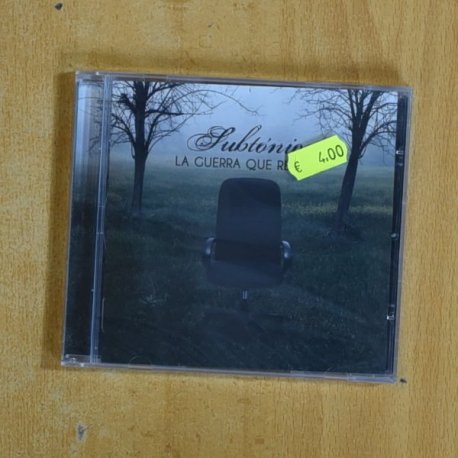 Subtónic
LA GUERRA QUE
€ 4,00